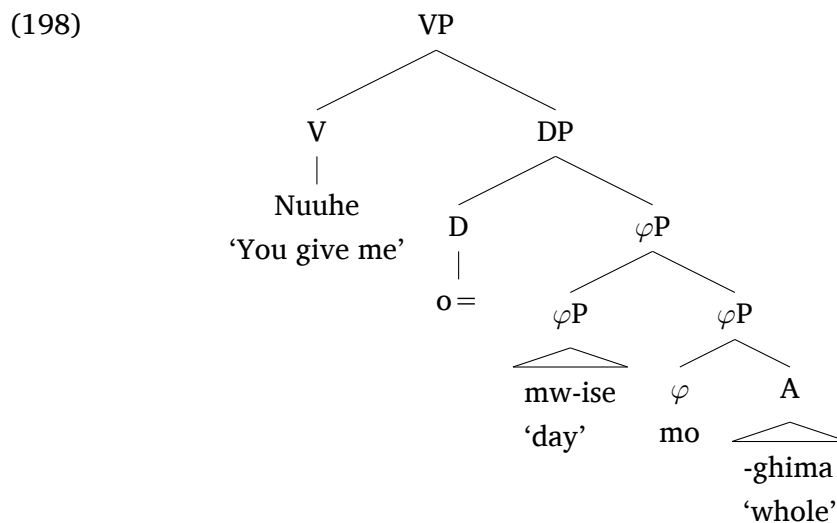 (198) VP
V DP
Nuuhe D φP
‘You give me’
o= φP φP
mw-ise φ A
‘day’ mo
-ghima
‘whole’